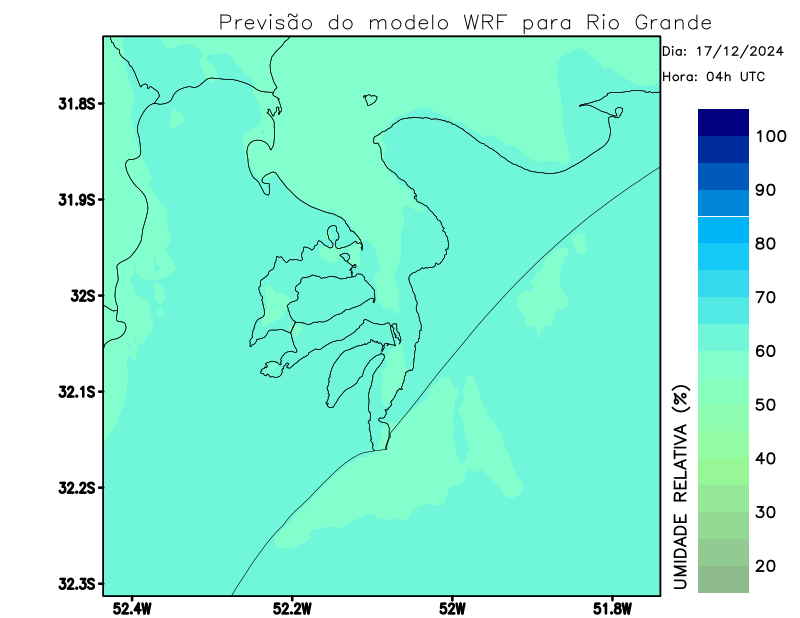 Previsão do modelo WRF para Rio Grande
Dia: 17/12/2024
Hora: 04h UTC
31.8S
31.9S
32S
32.1S
32.2S
32.3S
52.4W
52.2W
52W
51.8W
100
90
80
70
60
50
40
30
20
UMIDADE RELATIVA (%)